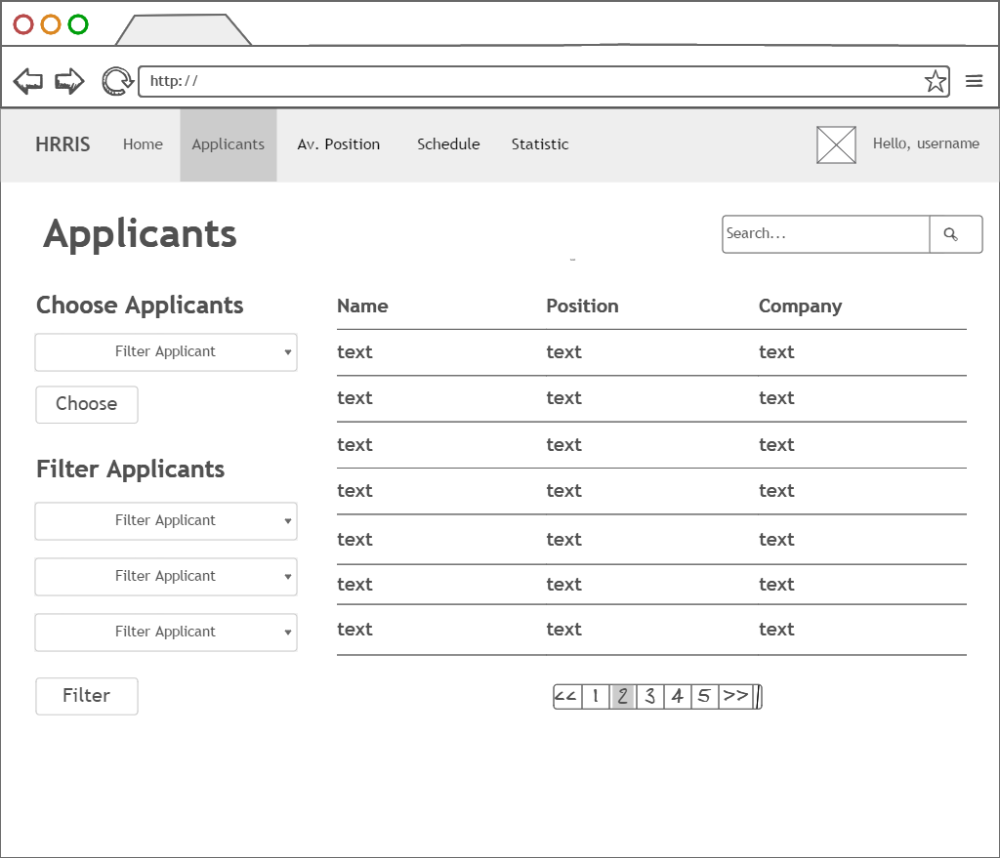 http://
HRRIS Home Applicants Av. Position Schedule Statistic Hello, username
Applicants
Search...
Choose Applicants
Filter Applicant
Choose
Filter Applicants
Filter Applicant
Filter Applicant
Filter Applicant
Filter
Name Position Company
text text text
text text text
text text text
text text text
text text text
text text text
text text text
<< 1 2 3 4 5 >>